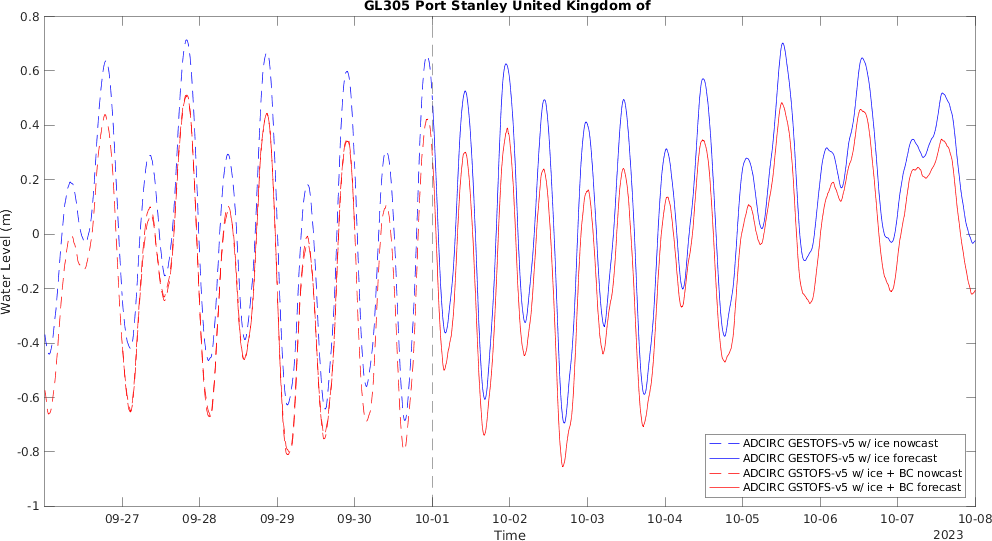 GL305 Port Stanley United Kingdom of
Water Level (m)
0.8
0.6
0.4
0.2
0
-0.2
-0.4
-0.6
-0.8
-1
ADCIRC GESTOFS-v5 w/ ice nowcast
ADCIRC GESTOFS-v5 w/ ice forecast
ADCIRC GSTOFS-v5 w/ ice + BC nowcast
ADCIRC GSTOFS-v5 w/ ice + BC forecast
09-27 09-28 09-29 09-30 10-01 10-02 10-03 10-04 10-05 10-06 10-07 10-08
Time
2023